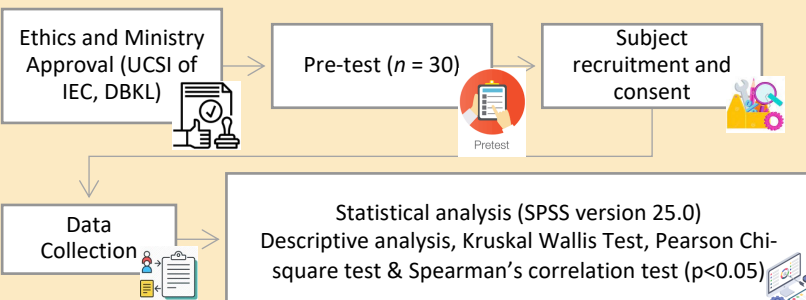 Ethics and Ministry
Approval (UCSI of
IEC, DBKL)
Pre-test (n = 30)
Pretest
Subject
recruitment and
consent
Data
Collection
Statistical analysis (SPSS version 25.0)
Descriptive analysis, Kruskal Wallis Test, Pearson Chi-
square test & Spearman’s correlation test (p<0.05)